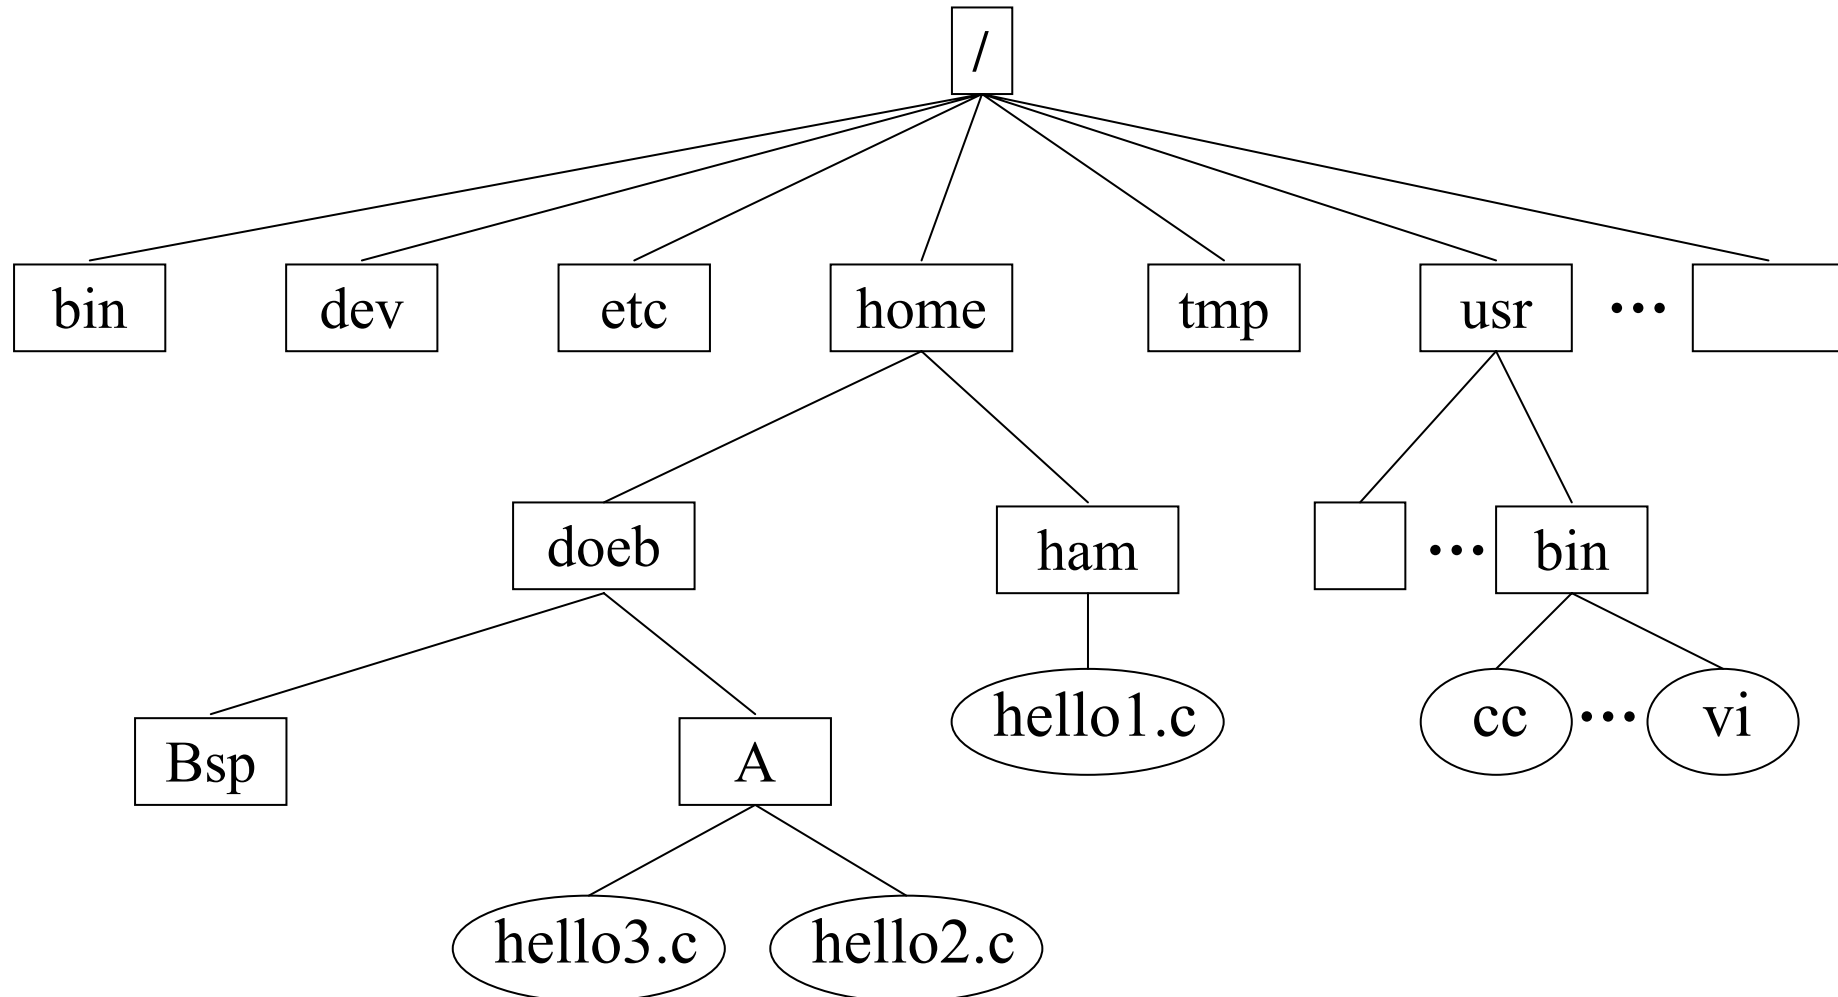 /
bin dev etc home tmp usr ...
doeb ham ... bin
Bsp A hello1.c cc ... vi
hello3.c hello2.c